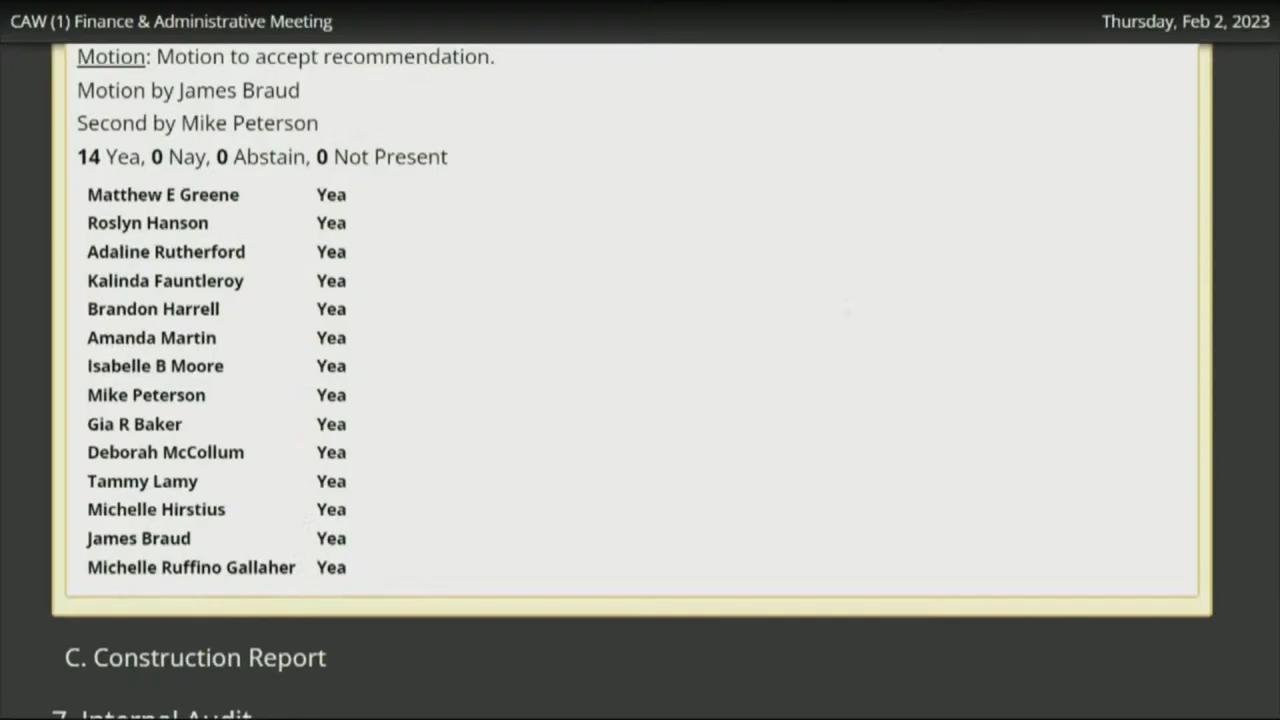 CAW (1) Finance & Administrative Meeting
Thursday, Feb 2, 2023
Motion: Motion to accept recommendation.
Motion by James Braud
Second by Mike Peterson
14 Yea, 0 Nay, 0 Abstain, 0 Not Present
Matthew E Greene Yea
Roslyn Hanson Yea
Adaline Rutherford Yea
Kalinda Fauntleroy Yea
Brandon Harrell Yea
Amanda Martin Yea
Isabelle B Moore Yea
Mike Peterson Yea
Gia R Baker Yea
Deborah McCollum Yea
Tammy Lamy Yea
Michelle Hirstius Yea
James Braud Yea
Michelle Ruffino Gallaher Yea
C. Construction Report
7. Internal Audit